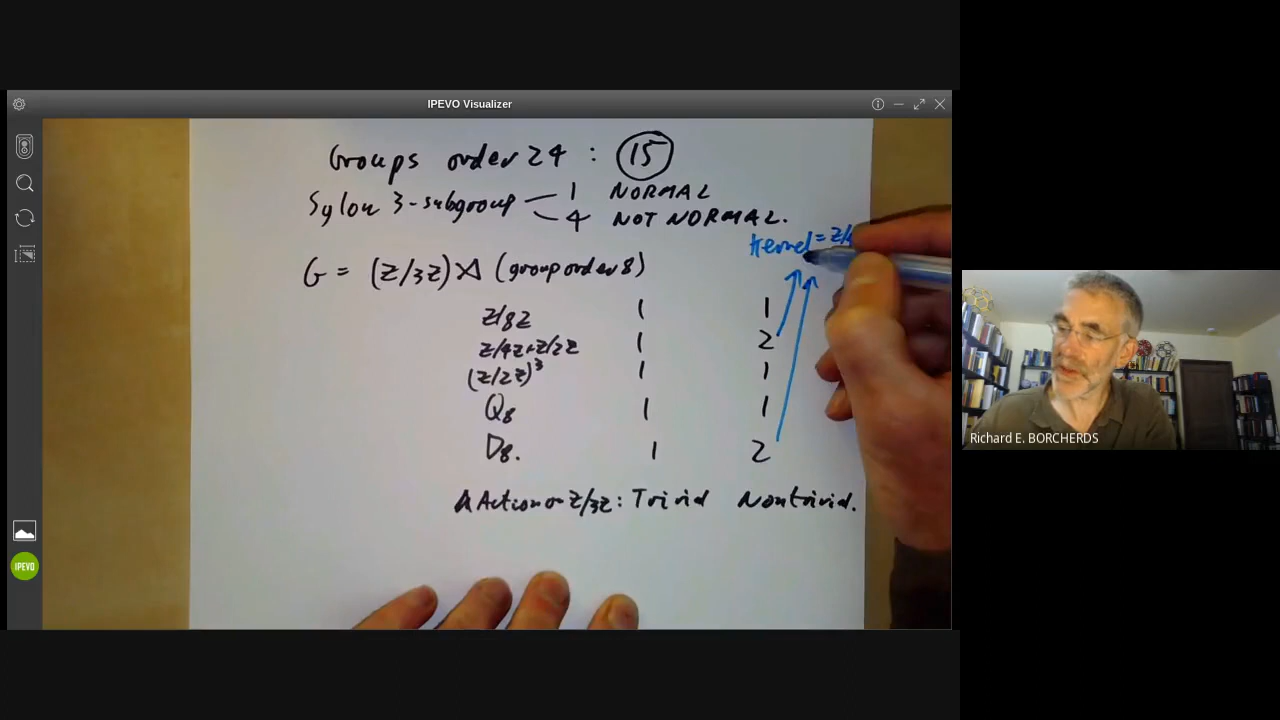 IPEVO Visualizer
Groups order 24 : 15
Sylow 3-subgroup 1 NORMAL
4 NOT NORMAL.
kernel = Z/4
G = (Z/3Z) ⋊ (group order 8)
Z/8Z 1 1
Z/4Z×Z/2Z 1 2
(Z/2Z)³ 1 1
Q8 1 1
D8. 1 2
Action on Z/3Z: Trivial Nontrivial.
IPEVO
Richard E. BORCHERDS